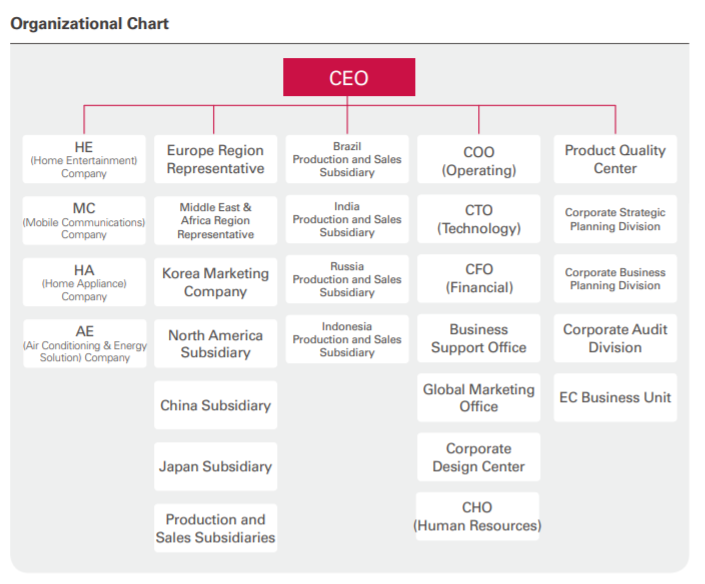 Organizational Chart
CEO
HE
(Home Entertainment)
Company
MC
(Mobile Communications)
Company
HA
(Home Appliance)
Company
AE
(Air Conditioning & Energy
Solution) Company
Europe Region
Representative
Middle East &
Africa Region
Representative
Korea Marketing
Company
North America
Subsidiary
China Subsidiary
Japan Subsidiary
Production and
Sales Subsidiaries
Brazil
Production and Sales
Subsidiary
India
Production and Sales
Subsidiary
Russia
Production and Sales
Subsidiary
Indonesia
Production and Sales
Subsidiary
COO
(Operating)
CTO
(Technology)
CFO
(Financial)
Business
Support Office
Global Marketing
Office
Corporate
Design Center
CHO
(Human Resources)
Product Quality
Center
Corporate Strategic
Planning Division
Corporate Business
Planning Division
Corporate Audit
Division
EC Business Unit